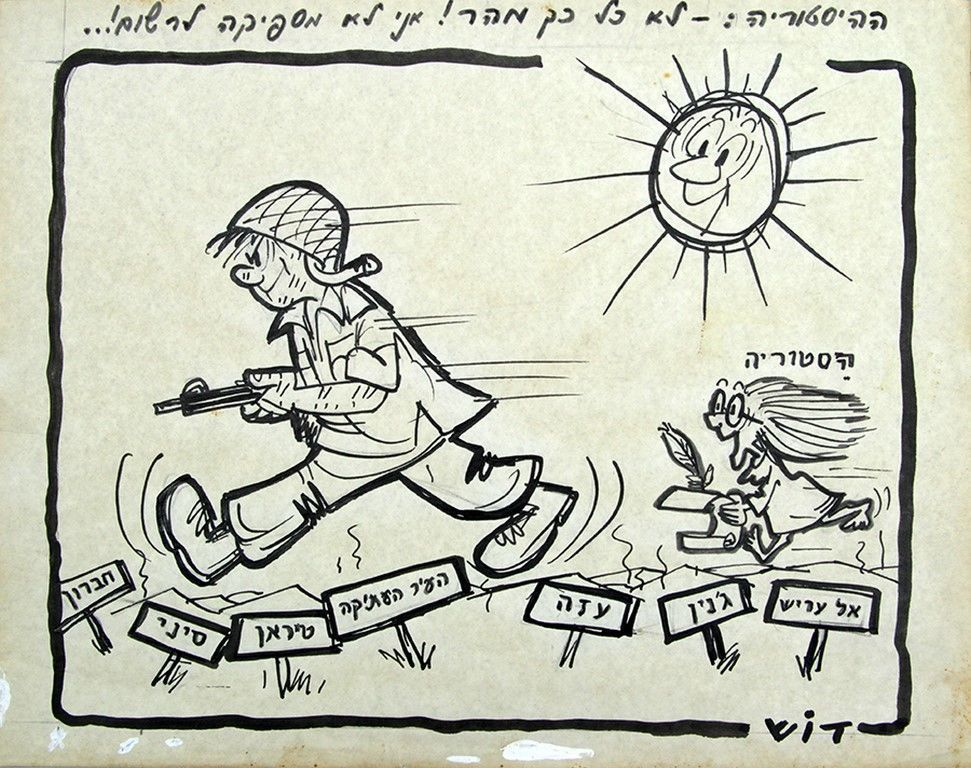 ההיסטוריה: – לא כל כך מהר! אני לא מספיקה לרשום!...
הסטוריה
חברון
סיני
טיראן
העיר העתיקה
עזה
ג'נין
אל עריש
דוש